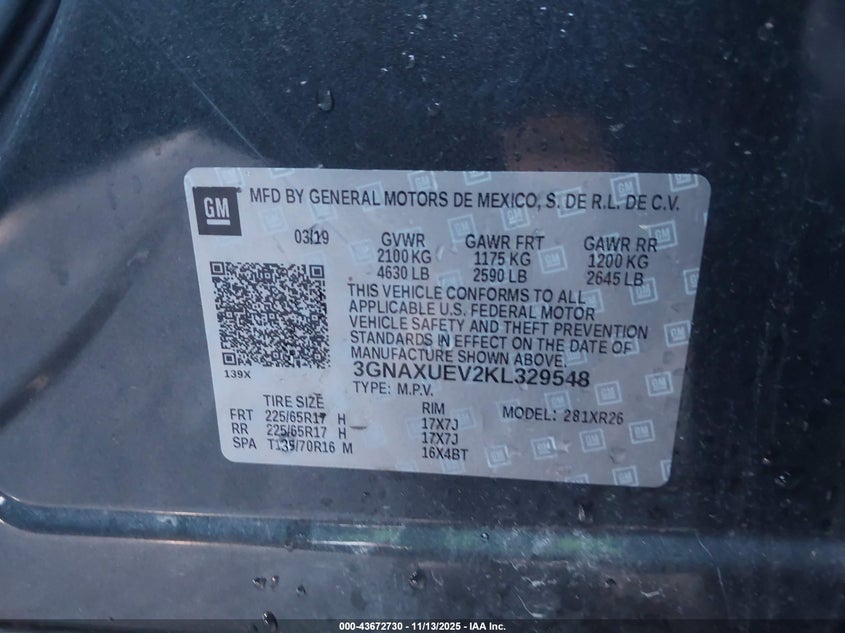 GM
MFD BY GENERAL MOTORS DE MEXICO, S. DE R.L. DE C.V.
03/19 GVWR GAWR FRT GAWR RR
2100 KG 1175 KG 1200 KG
4630 LB 2590 LB 2645 LB
THIS VEHICLE CONFORMS TO ALL
APPLICABLE U.S. FEDERAL MOTOR
VEHICLE SAFETY AND THEFT PREVENTION
STANDARDS IN EFFECT ON THE DATE OF
MANUFACTURE SHOWN ABOVE.
139X
3GNAXUEV2KL329548
TYPE: M.P.V.
TIRE SIZE RIM MODEL: 281XR26
FRT 225/65R17 H 17X7J
RR 225/65R17 H 17X7J
SPA T135/70R16 M 16X4BT
000-43672730 - 11/13/2025 - IAA Inc.